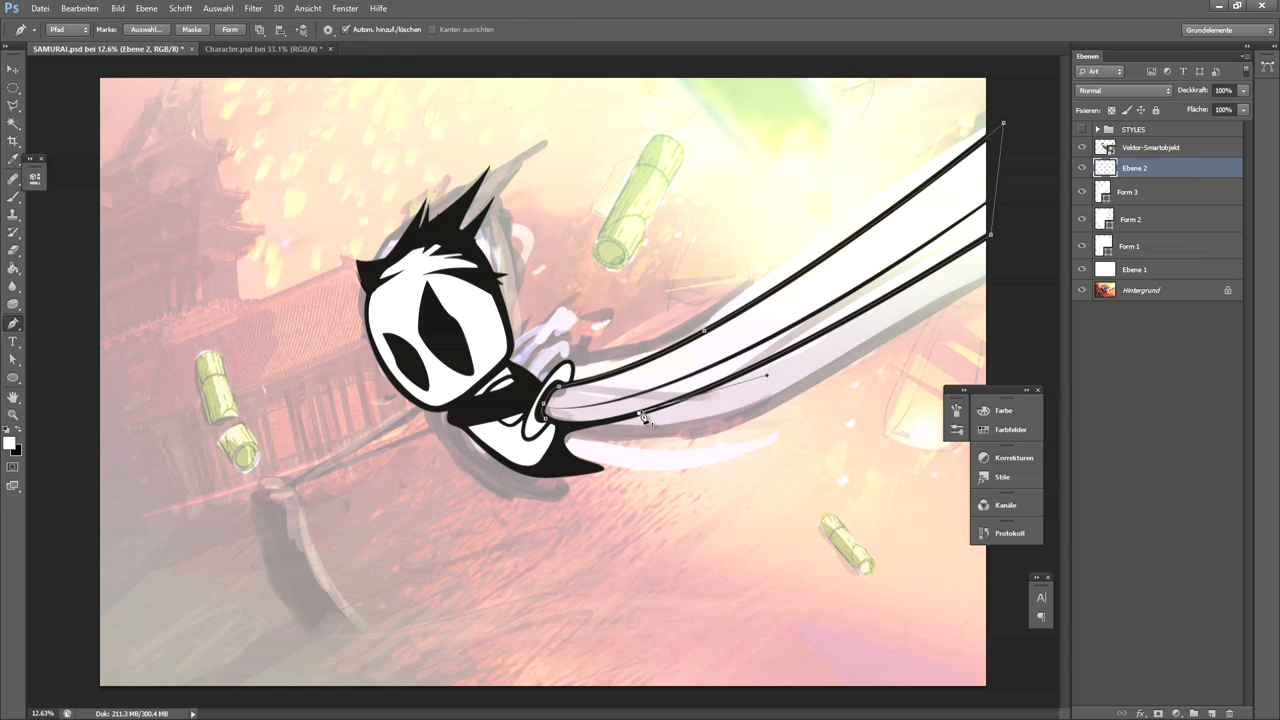 Ps Datei Bearbeiten Bild Ebene Schrift Auswahl Filter 3D Ansicht Fenster Hilfe
Pfad Marke: Auswahl... Maske Form Autom. hinzuf./löschen Kanten ausrichten Grundelemente
SAMURAI.psd bei 12.6% (Ebene 2, RGB/8) * × Character.psd bei 33.1% (RGB/8) * ×
Ebenen
Art
Normal Deckkraft: 100%
Fixieren: Fläche: 100%
STYLES
Vektor-Smartobjekt
Ebene 2
Form 3
Form 2
Form 1
Ebene 1
Hintergrund
Farbe
Farbfelder
Korrekturen
Stile
Kanäle
Protokoll
12.63% Dok: 211.3 MB/300.4 MB